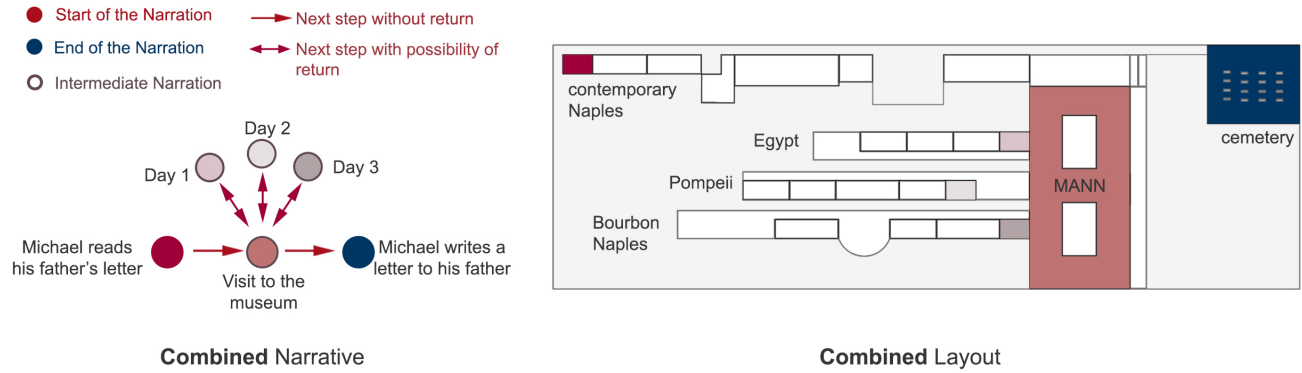 Start of the Narration
Next step without return
End of the Narration
Next step with possibility of
return
Intermediate Narration
Day 2
Day 1
Day 3
Michael reads
his father's letter
Visit to the
museum
Michael writes a
letter to his father
Combined Narrative
contemporary
Naples
Egypt
Pompeii
Bourbon
Naples
MANN
cemetery
Combined Layout